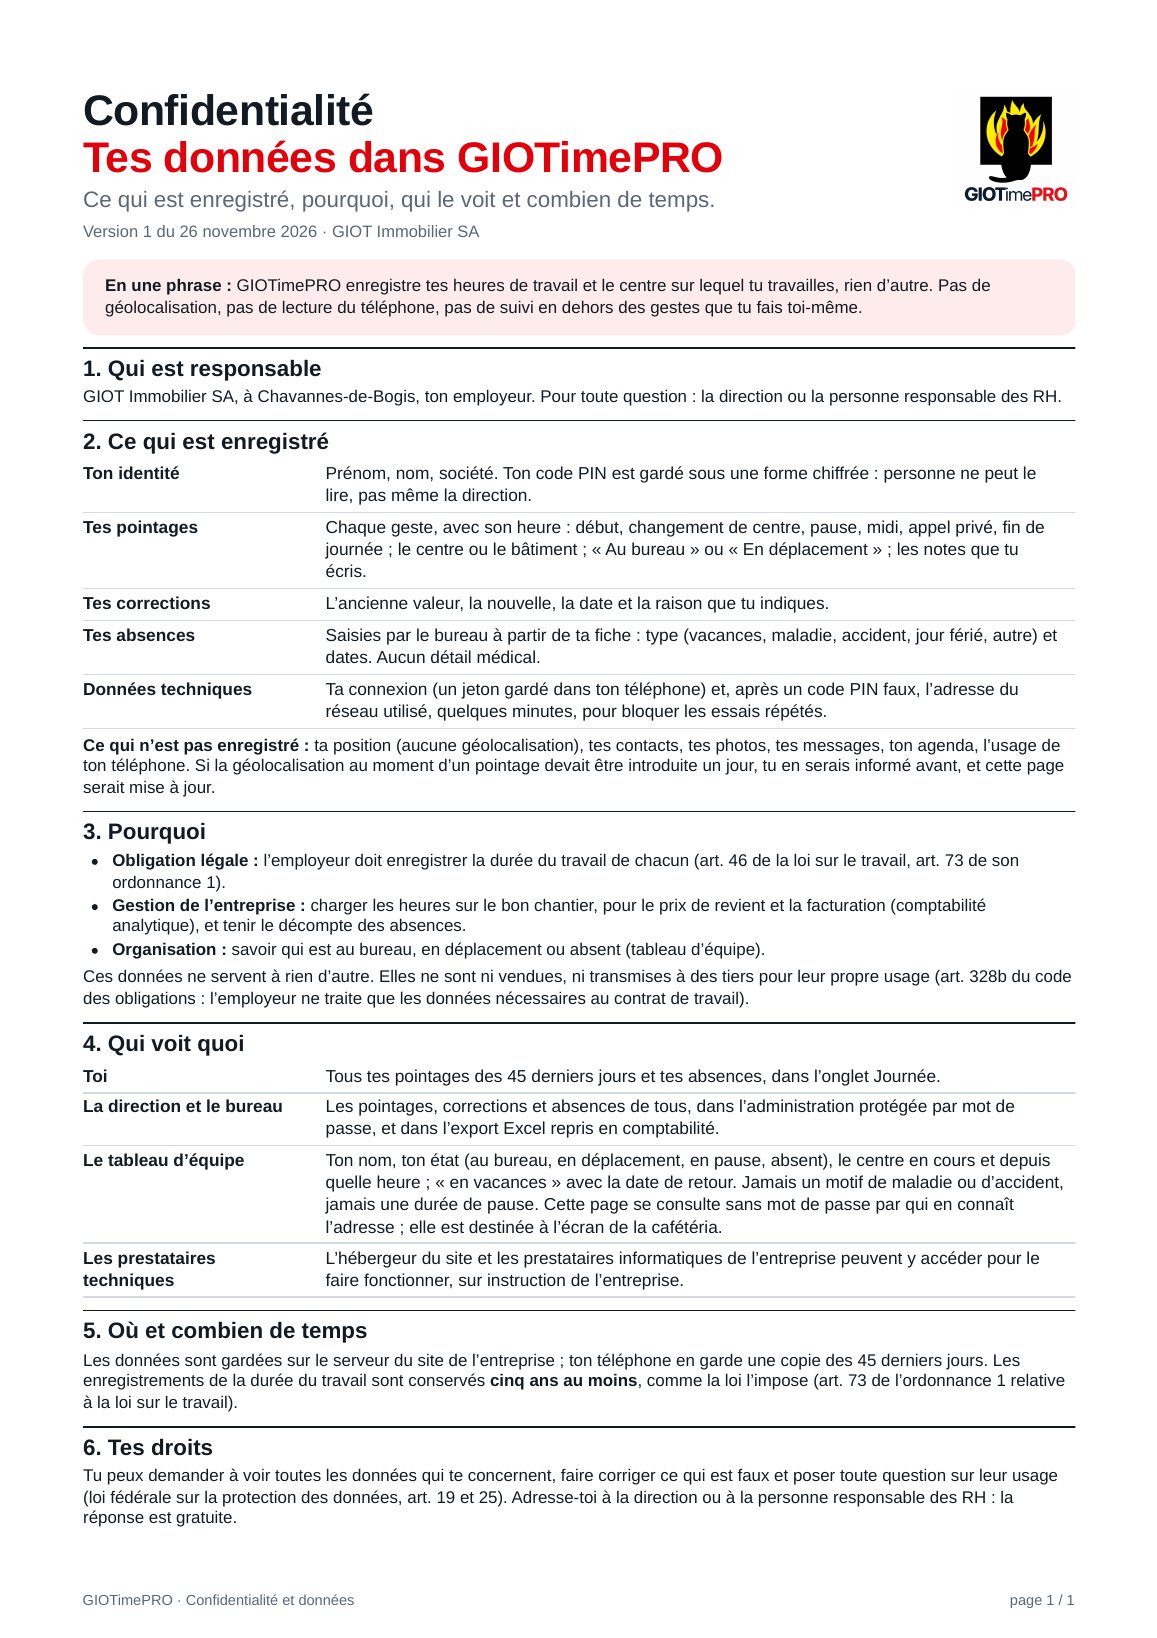 Confidentialité
Tes données dans GIOTimePRO
Ce qui est enregistré, pourquoi, qui le voit et combien de temps.
Version 1 du 26 novembre 2026 · GIOT Immobilier SA
GIOTimePRO
En une phrase : GIOTimePRO enregistre tes heures de travail et le centre sur lequel tu travailles, rien d’autre. Pas de
géolocalisation, pas de lecture du téléphone, pas de suivi en dehors des gestes que tu fais toi-même.
1. Qui est responsable
GIOT Immobilier SA, à Chavannes-de-Bogis, ton employeur. Pour toute question : la direction ou la personne responsable des RH.
2. Ce qui est enregistré
Ton identité
Prénom, nom, société. Ton code PIN est gardé sous une forme chiffrée : personne ne peut le
lire, pas même la direction.
Tes pointages
Chaque geste, avec son heure : début, changement de centre, pause, midi, appel privé, fin de
journée ; le centre ou le bâtiment ; « Au bureau » ou « En déplacement » ; les notes que tu
écris.
Tes corrections
L’ancienne valeur, la nouvelle, la date et la raison que tu indiques.
Tes absences
Saisies par le bureau à partir de ta fiche : type (vacances, maladie, accident, jour férié, autre) et
dates. Aucun détail médical.
Données techniques
Ta connexion (un jeton gardé dans ton téléphone) et, après un code PIN faux, l’adresse du
réseau utilisé, quelques minutes, pour bloquer les essais répétés.
Ce qui n’est pas enregistré : ta position (aucune géolocalisation), tes contacts, tes photos, tes messages, ton agenda, l’usage de
ton téléphone. Si la géolocalisation au moment d’un pointage devait être introduite un jour, tu en serais informé avant, et cette page
serait mise à jour.
3. Pourquoi
• Obligation légale : l’employeur doit enregistrer la durée du travail de chacun (art. 46 de la loi sur le travail, art. 73 de son
ordonnance 1).
• Gestion de l’entreprise : charger les heures sur le bon chantier, pour le prix de revient et la facturation (comptabilité
analytique), et tenir le décompte des absences.
• Organisation : savoir qui est au bureau, en déplacement ou absent (tableau d’équipe).
Ces données ne servent à rien d’autre. Elles ne sont ni vendues, ni transmises à des tiers pour leur propre usage (art. 328b du code
des obligations : l’employeur ne traite que les données nécessaires au contrat de travail).
4. Qui voit quoi
Toi
Tous tes pointages des 45 derniers jours et tes absences, dans l’onglet Journée.
La direction et le bureau
Les pointages, corrections et absences de tous, dans l’administration protégée par mot de
passe, et dans l’export Excel repris en comptabilité.
Le tableau d’équipe
Ton nom, ton état (au bureau, en déplacement, en pause, absent), le centre en cours et depuis
quelle heure ; « en vacances » avec la date de retour. Jamais un motif de maladie ou d’accident,
jamais une durée de pause. Cette page se consulte sans mot de passe par qui en connaît
l’adresse ; elle est destinée à l’écran de la cafétéria.
Les prestataires
techniques
L’hébergeur du site et les prestataires informatiques de l’entreprise peuvent y accéder pour le
faire fonctionner, sur instruction de l’entreprise.
5. Où et combien de temps
Les données sont gardées sur le serveur du site de l’entreprise ; ton téléphone en garde une copie des 45 derniers jours. Les
enregistrements de la durée du travail sont conservés cinq ans au moins, comme la loi l’impose (art. 73 de l’ordonnance 1 relative
à la loi sur le travail).
6. Tes droits
Tu peux demander à voir toutes les données qui te concernent, faire corriger ce qui est faux et poser toute question sur leur usage
(loi fédérale sur la protection des données, art. 19 et 25). Adresse-toi à la direction ou à la personne responsable des RH : la
réponse est gratuite.
GIOTimePRO · Confidentialité et données
page 1 / 1